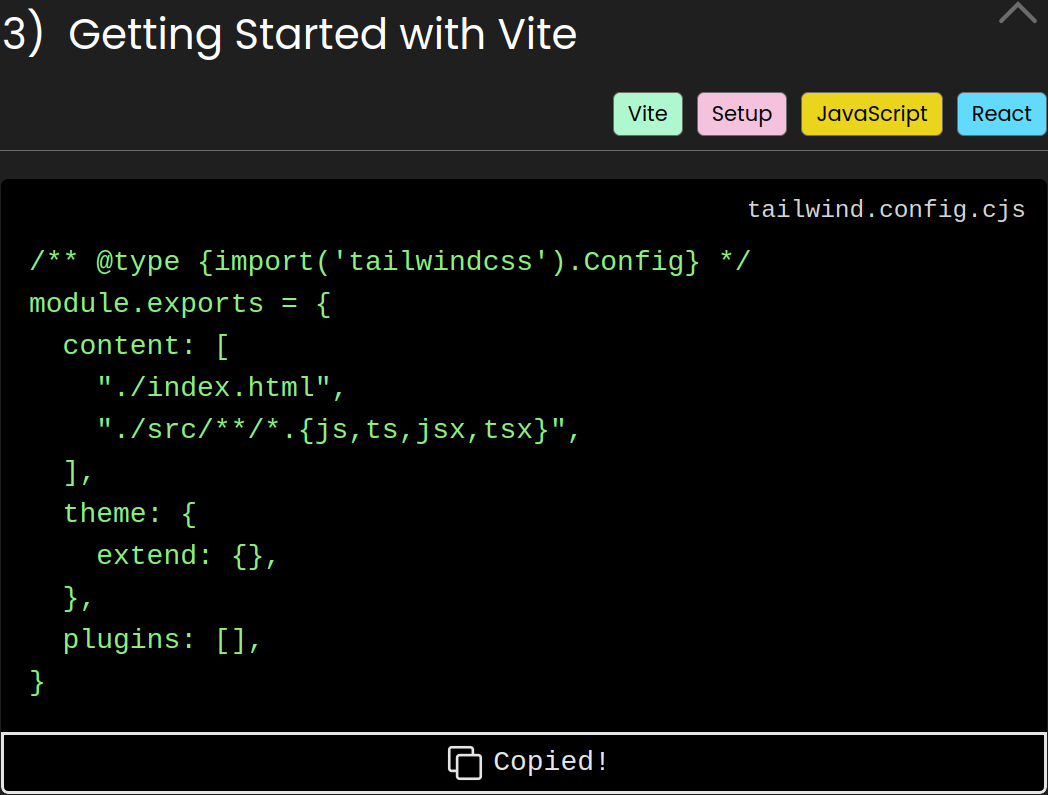 3) Getting Started with Vite
Vite Setup JavaScript React
tailwind.config.cjs
/** @type {import('tailwindcss').Config} */
module.exports = {
  content: [
    "./index.html",
    "./src/**/*.{js,ts,jsx,tsx}",
  ],
  theme: {
    extend: {},
  },
  plugins: [],
}
Copied!